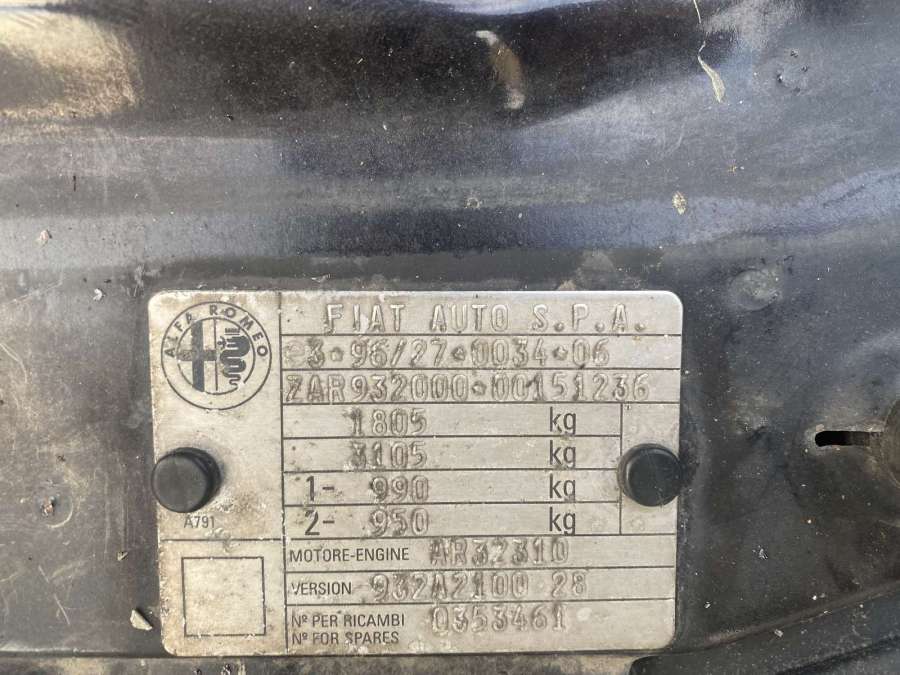 ALFA ROMEO
FIAT AUTO S.P.A.
e3*96/27*0034*06
ZAR932000*00151236
1805 kg
3105 kg
1- 990 kg
2- 950 kg
A791
MOTORE-ENGINE AR32310
VERSION 932A2100 28
Nº PER RICAMBI
Nº FOR SPARES 0353461